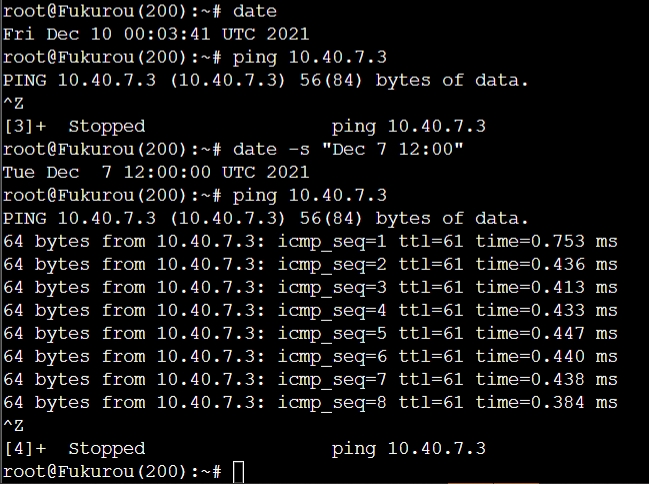 root@Fukurou(200):~# date
Fri Dec 10 00:03:41 UTC 2021
root@Fukurou(200):~# ping 10.40.7.3
PING 10.40.7.3 (10.40.7.3) 56(84) bytes of data.
^Z
[3]+  Stopped                 ping 10.40.7.3
root@Fukurou(200):~# date -s "Dec 7 12:00"
Tue Dec  7 12:00:00 UTC 2021
root@Fukurou(200):~# ping 10.40.7.3
PING 10.40.7.3 (10.40.7.3) 56(84) bytes of data.
64 bytes from 10.40.7.3: icmp_seq=1 ttl=61 time=0.753 ms
64 bytes from 10.40.7.3: icmp_seq=2 ttl=61 time=0.436 ms
64 bytes from 10.40.7.3: icmp_seq=3 ttl=61 time=0.413 ms
64 bytes from 10.40.7.3: icmp_seq=4 ttl=61 time=0.433 ms
64 bytes from 10.40.7.3: icmp_seq=5 ttl=61 time=0.447 ms
64 bytes from 10.40.7.3: icmp_seq=6 ttl=61 time=0.440 ms
64 bytes from 10.40.7.3: icmp_seq=7 ttl=61 time=0.438 ms
64 bytes from 10.40.7.3: icmp_seq=8 ttl=61 time=0.384 ms
^Z
[4]+  Stopped                 ping 10.40.7.3
root@Fukurou(200):~#